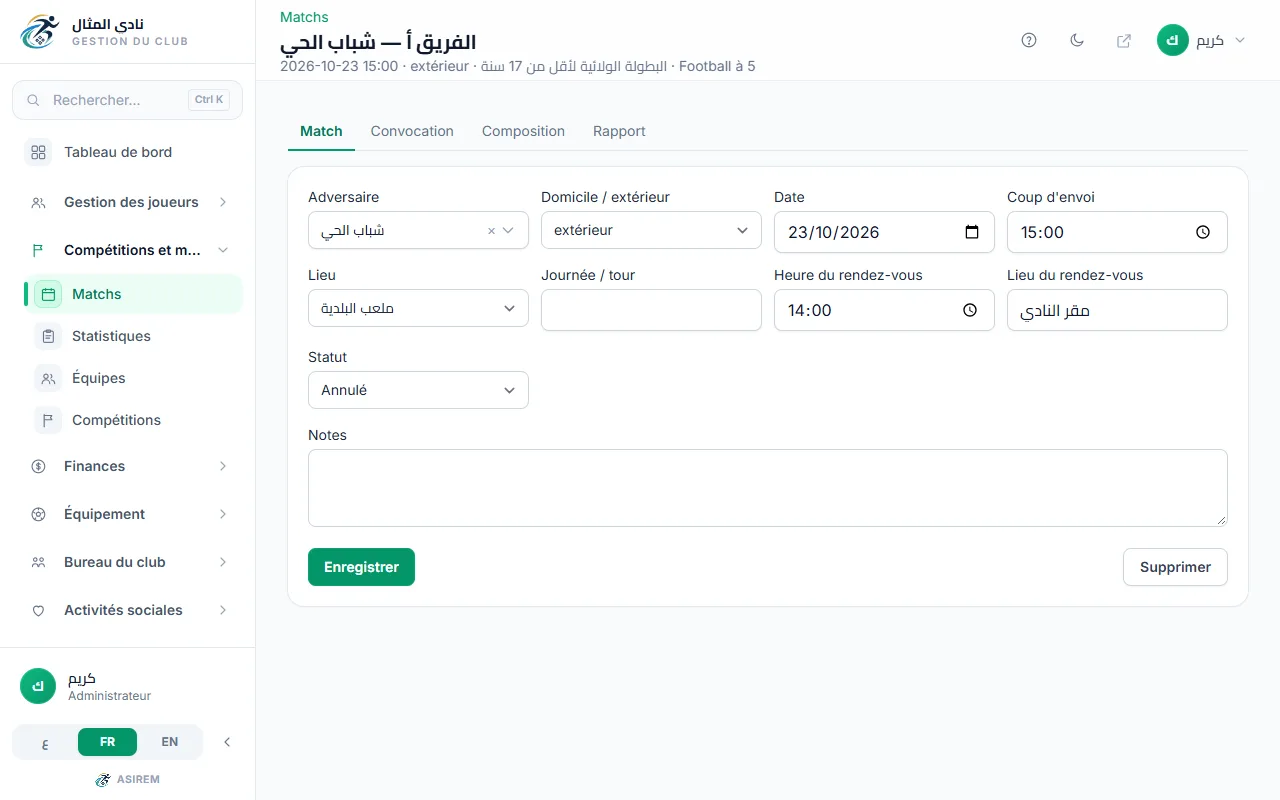 نادي المثال
GESTION DU CLUB
Rechercher...
Ctrl K
Tableau de bord
Gestion des joueurs
Compétitions et m...
Matchs
Statistiques
Équipes
Compétitions
Finances
Équipement
Bureau du club
Activités sociales
ك
كريم
Administrateur
ع
FR
EN
ASIREM
Matchs
الفريق أ — شباب الحي
2026-10-23 15:00 · extérieur · البطولة الولائية لأقل من 17 سنة · Football à 5
ك
كريم
Match
Convocation
Composition
Rapport
Adversaire
Domicile / extérieur
Date
Coup d'envoi
شباب الحي
extérieur
23/10/2026
15:00
Lieu
Journée / tour
Heure du rendez-vous
Lieu du rendez-vous
ملعب البلدية
14:00
مقر النادي
Statut
Annulé
Notes
Enregistrer
Supprimer